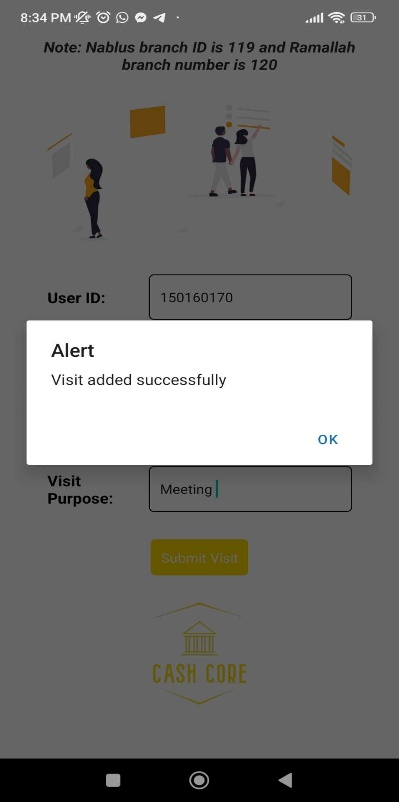 8:34 PM
31
Note: Nablus branch ID is 119 and Ramallah
branch number is 120
User ID:
150160170
Alert
Visit added successfully
OK
Visit
Purpose:
Meeting
Submit Visit
CASH CORE